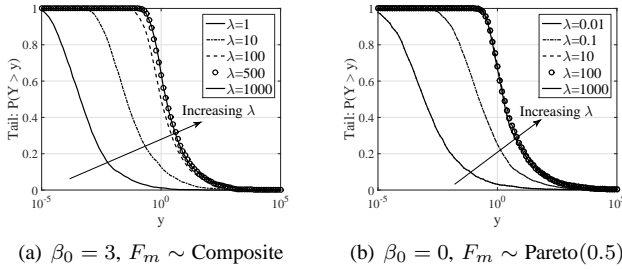 1
0.8
0.6
0.4
0.2
0
Tail: P(Y > y)
λ=1
λ=10
λ=100
λ=500
λ=1000
Increasing λ
10^-5
10^0
10^5
y
(a) β₀ = 3, Fₘ ∼ Composite
1
0.8
0.6
0.4
0.2
0
Tail: P(Y > y)
λ=0.01
λ=0.1
λ=10
λ=100
λ=1000
Increasing λ
10^-5
10^0
10^5
y
(b) β₀ = 0, Fₘ ∼ Pareto(0.5)